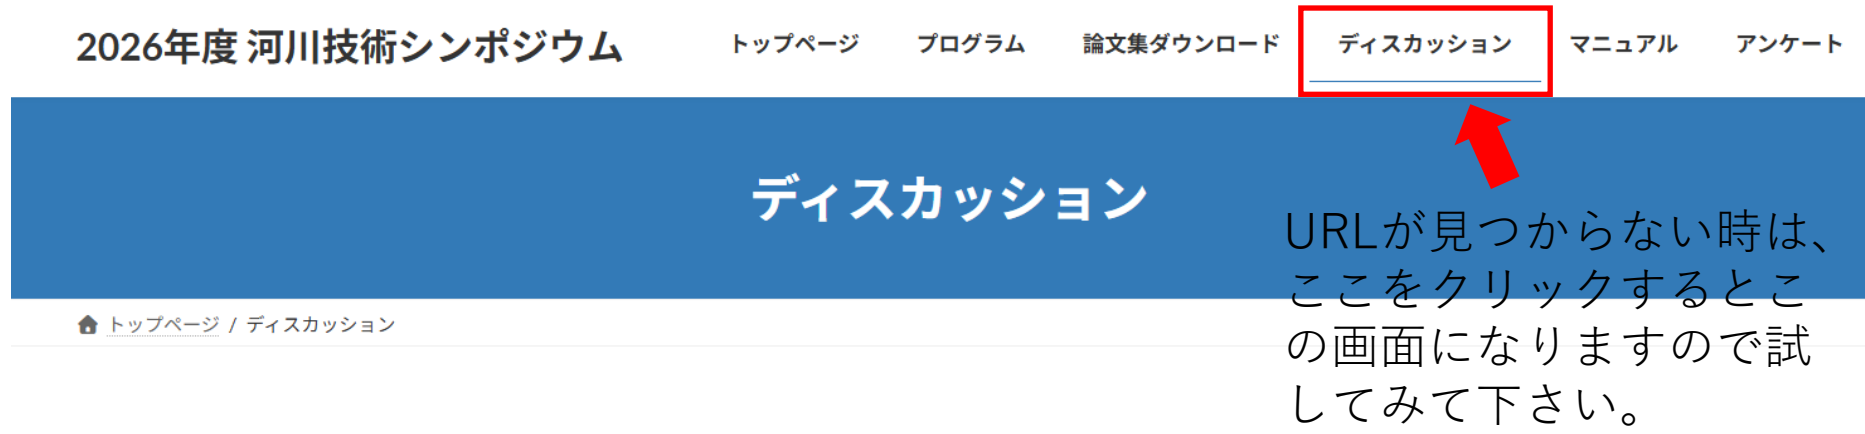 2026年度 河川技術シンポジウム
トップページ
プログラム
論文集ダウンロード
ディスカッション
マニュアル
アンケート
ディスカッション
URLが見つからない時は、
ここをクリックするとこ
の画面になりますので試
してみて下さい。
トップページ / ディスカッション